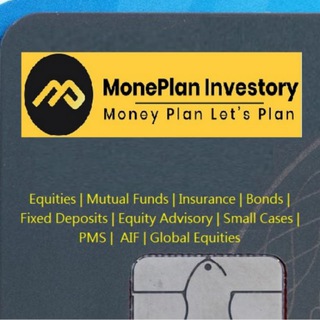 MonePlan Investory
Money Plan Let's Plan
Equities | Mutual Funds | Insurance | Bonds |
Fixed Deposits | Equity Advisory | Small Cases |
PMS | AIF | Global Equities